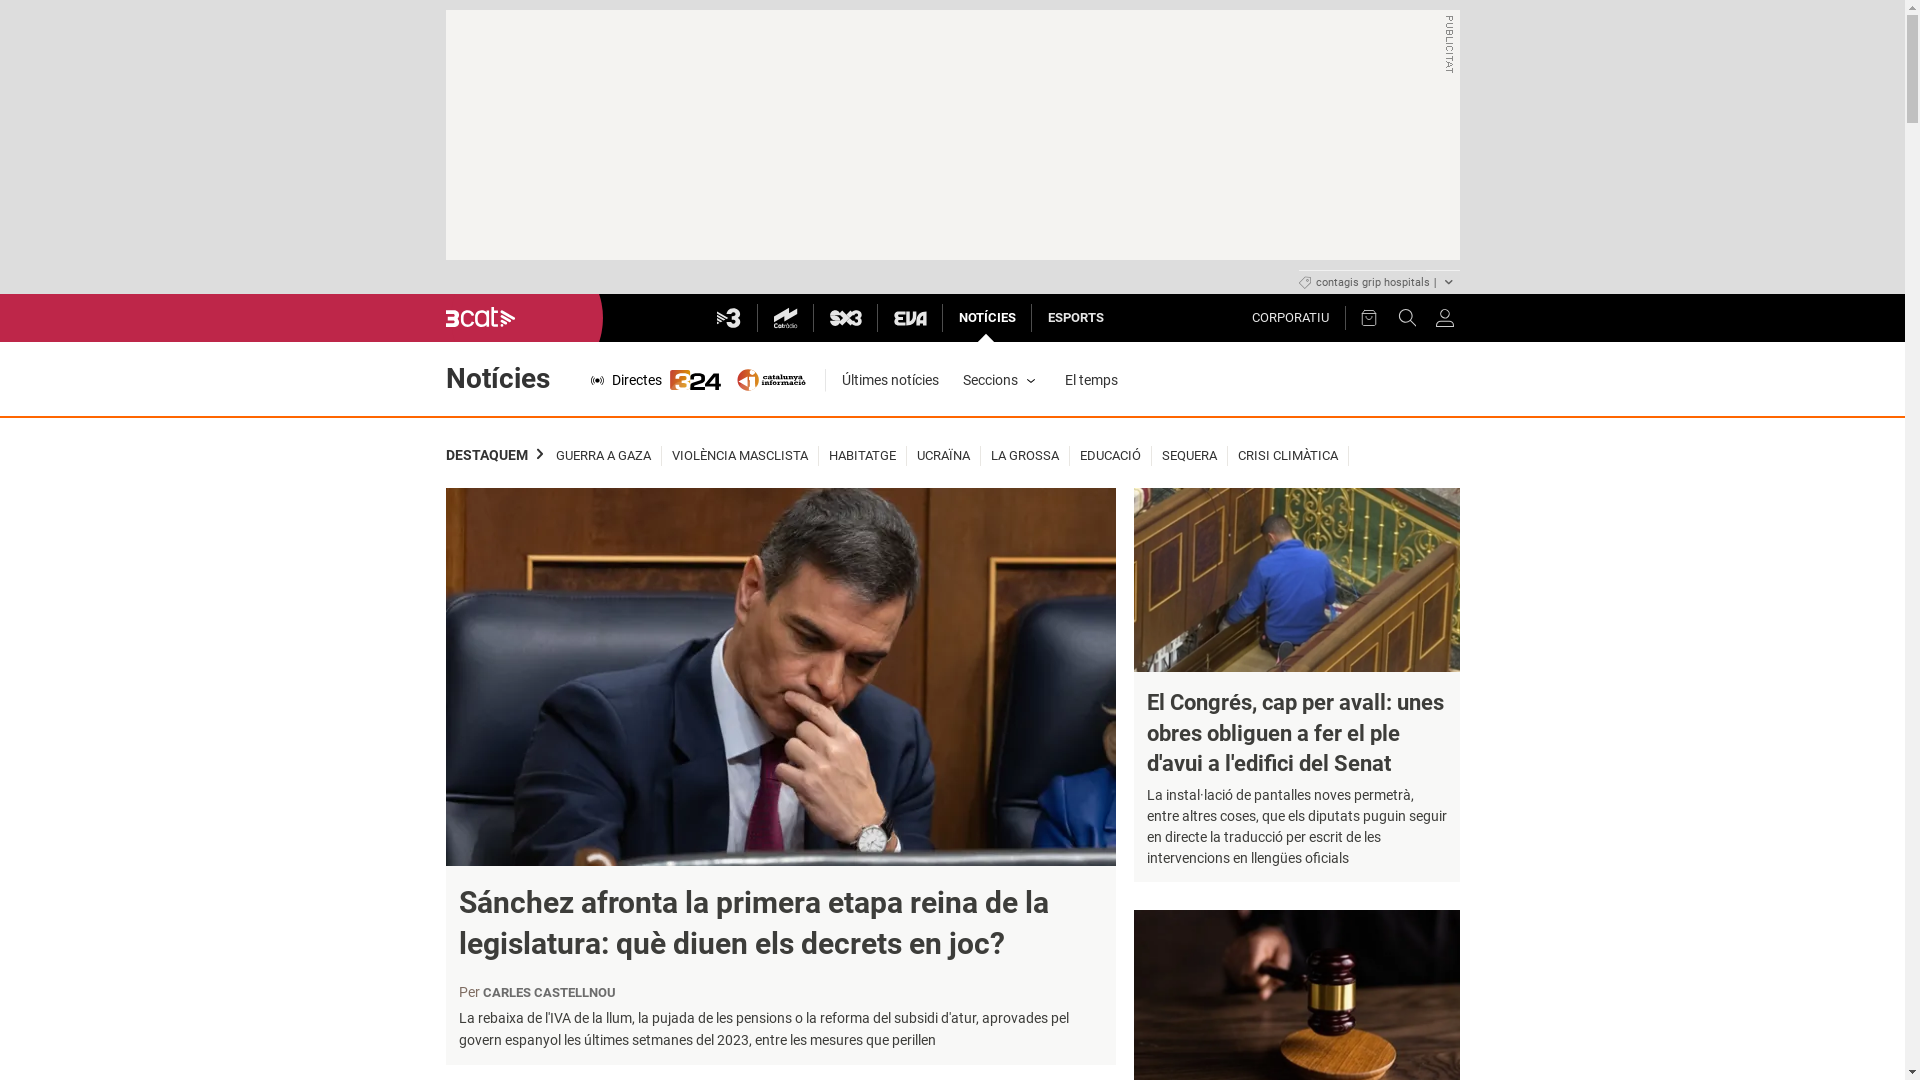 PUBLICITAT
contagis grip hospitals |
3cat
3
Catràdio
SX3
EVA
NOTÍCIES
ESPORTS
CORPORATIU
Notícies
Directes
324
catalunya
informació
Últimes notícies
Seccions
El temps
DESTAQUEM
GUERRA A GAZA
VIOLÈNCIA MASCLISTA
HABITATGE
UCRAÏNA
LA GROSSA
EDUCACIÓ
SEQUERA
CRISI CLIMÀTICA
Sánchez afronta la primera etapa reina de la
legislatura: què diuen els decrets en joc?
Per CARLES CASTELLNOU
La rebaixa de l'IVA de la llum, la pujada de les pensions o la reforma del subsidi d'atur, aprovades pel
govern espanyol les últimes setmanes del 2023, entre les mesures que perillen
El Congrés, cap per avall: unes
obres obliguen a fer el ple
d'avui a l'edifici del Senat
La instal·lació de pantalles noves permetrà,
entre altres coses, que els diputats puguin seguir
en directe la traducció per escrit de les
intervencions en llengües oficials